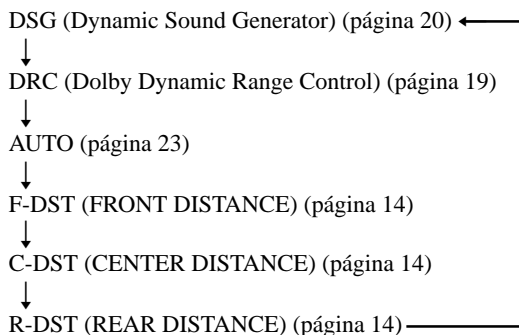 DSG (Dynamic Sound Generator) (página 20)
DRC (Dolby Dynamic Range Control) (página 19)
AUTO (página 23)
F-DST (FRONT DISTANCE) (página 14)
C-DST (CENTER DISTANCE) (página 14)
R-DST (REAR DISTANCE) (página 14)